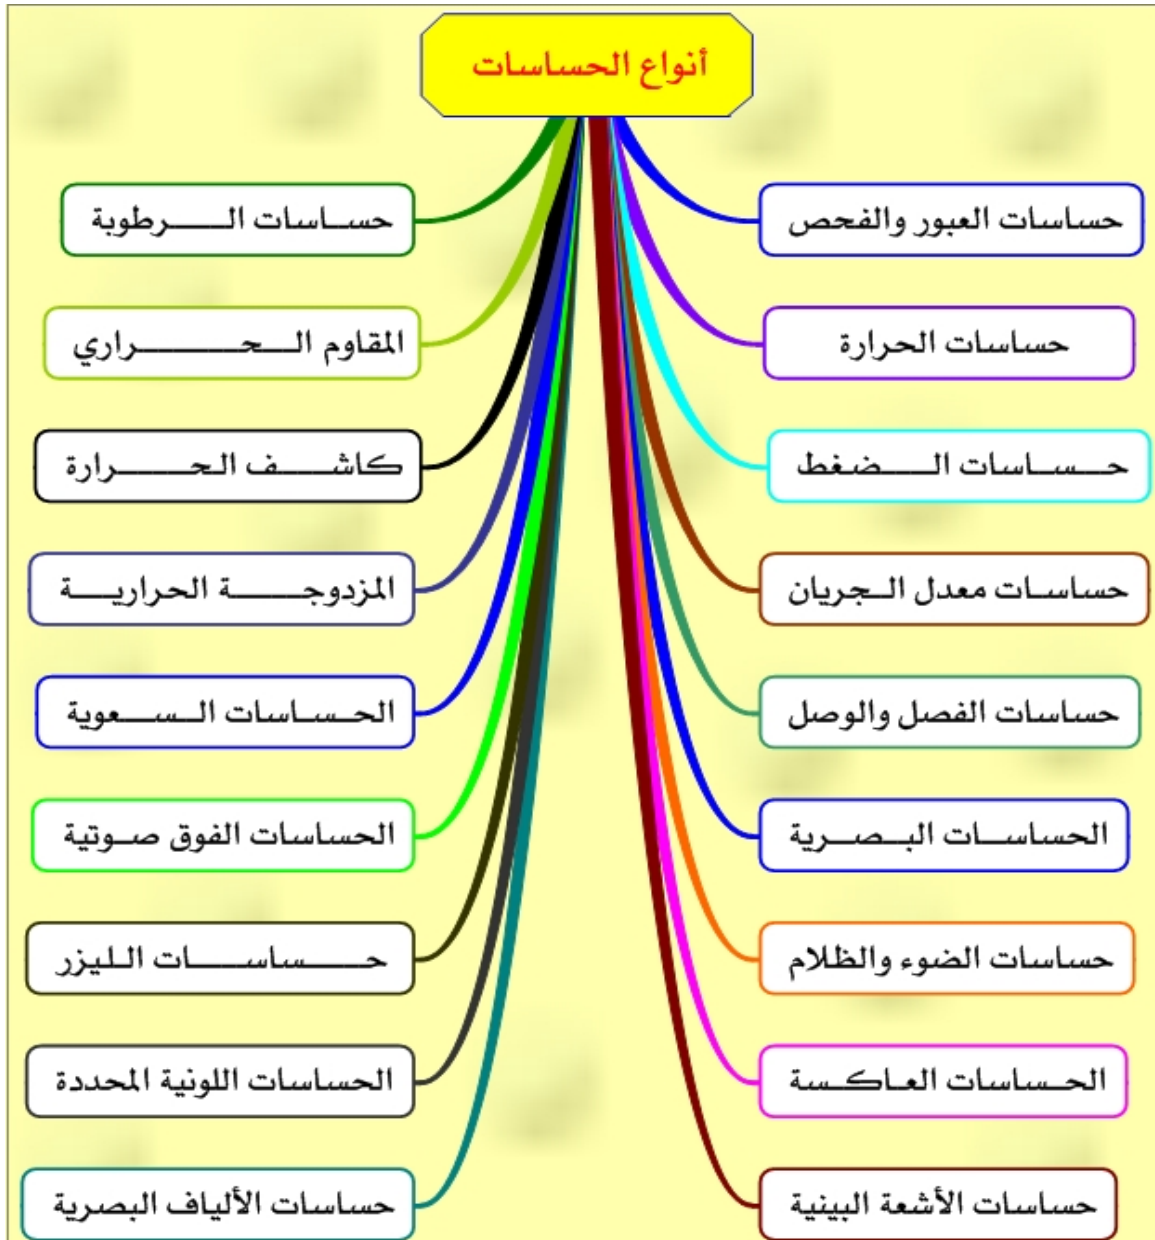 أنواع الحساسات
حساسات العبور والفحص
حساسات الحرارة
حساسات الضغط
حساسات معدل الجريان
حساسات الفصل والوصل
الحساسات البصرية
حساسات الضوء والظلام
الحساسات العاكسة
حساسات الأشعة البينية
حساسات الرطوبة
المقاوم الحراري
كاشف الحرارة
المزدوجة الحرارية
الحساسات السعوية
الحساسات الفوق صوتية
حساسات الليزر
الحساسات اللونية المحددة
حساسات الألياف البصرية